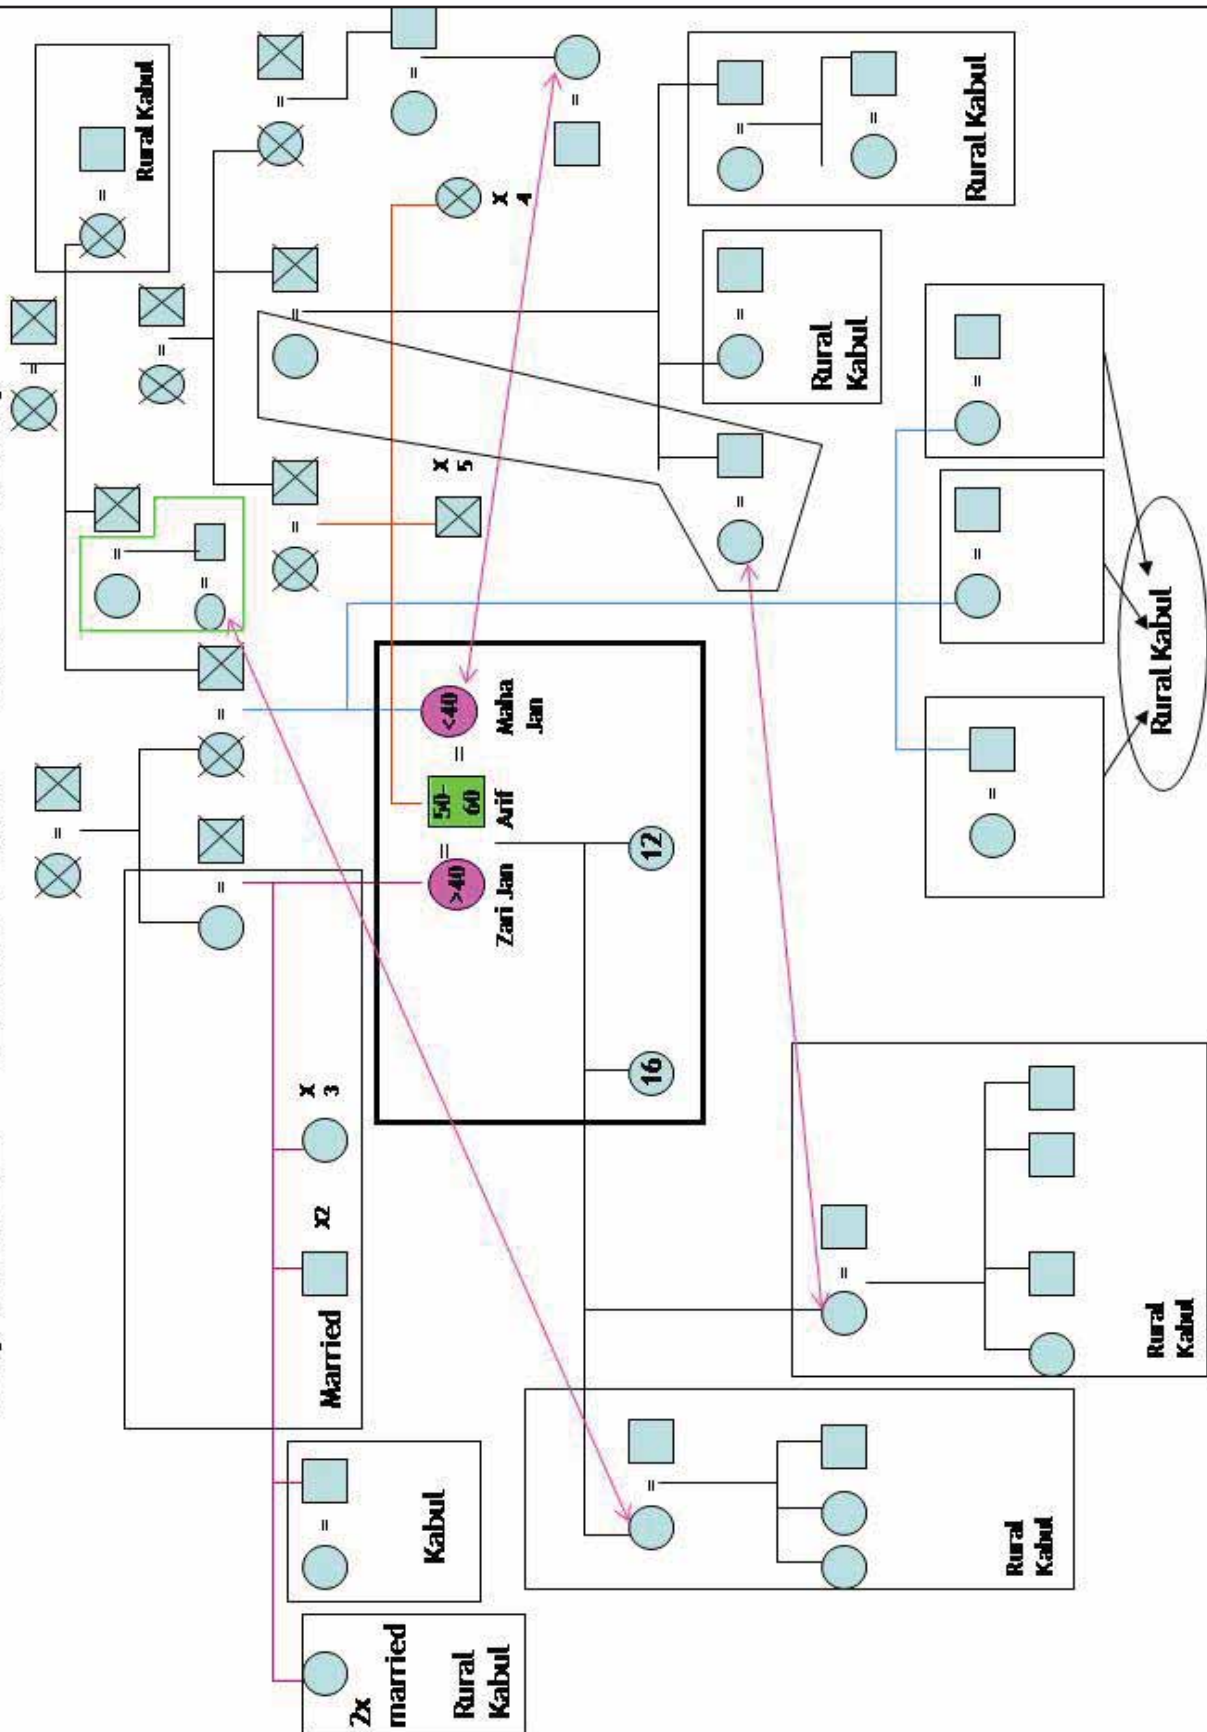 2x
married
Rural
Kabul
Kabul
Married
X2
X
3
Rural Kabul
>40
Zari Jan
50-
60
Arif
<40
Maha
Jan
X
5
X
4
16
12
Rural
Kabul
Rural
Kabul
Rural
Kabul
Rural Kabul
Rural Kabul